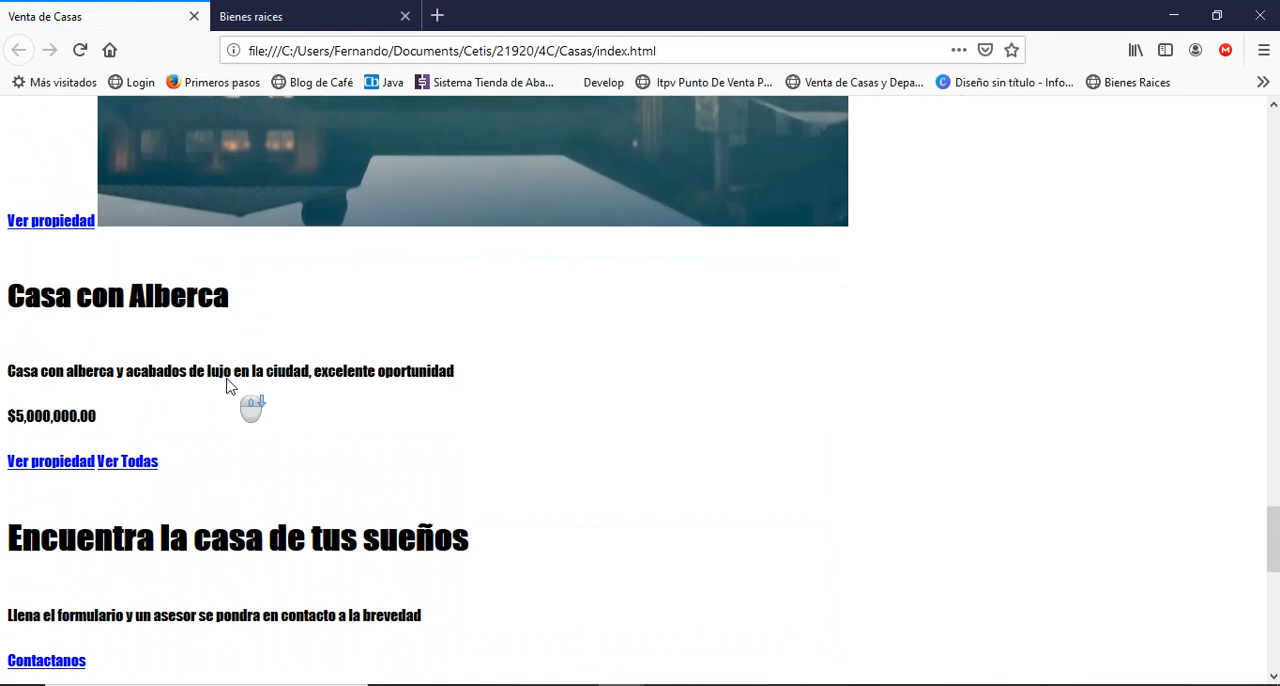 Venta de Casas
Bienes raices
file:///C:/Users/Fernando/Documents/Cetis/21920/4C/Casas/index.html
Más visitados Login Primeros pasos Blog de Café Java Sistema Tienda de Aba... Develop Itpv Punto De Venta P... Venta de Casas y Depa... Diseño sin título - Info... Bienes Raices
Ver propiedad
Casa con Alberca
Casa con alberca y acabados de lujo en la ciudad, excelente oportunidad
$5,000,000.00
Ver propiedad Ver Todas
Encuentra la casa de tus sueños
Llena el formulario y un asesor se pondra en contacto a la brevedad
Contactanos